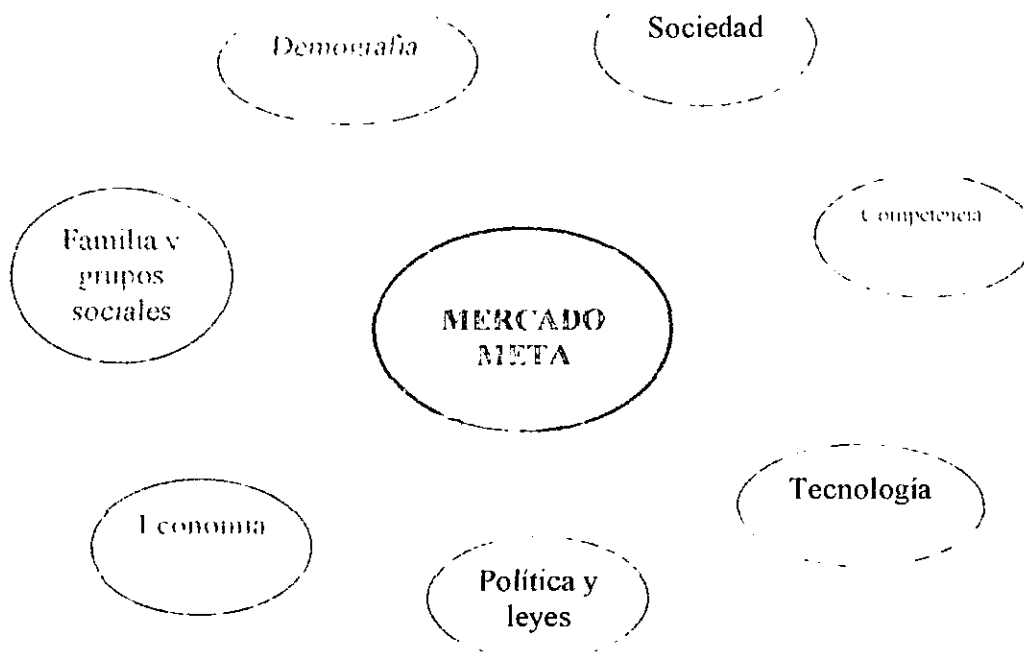 Demografía
Sociedad
Competencia
Familia y
grupos
sociales
MERCADO
META
Tecnología
Economía
Política y
leyes